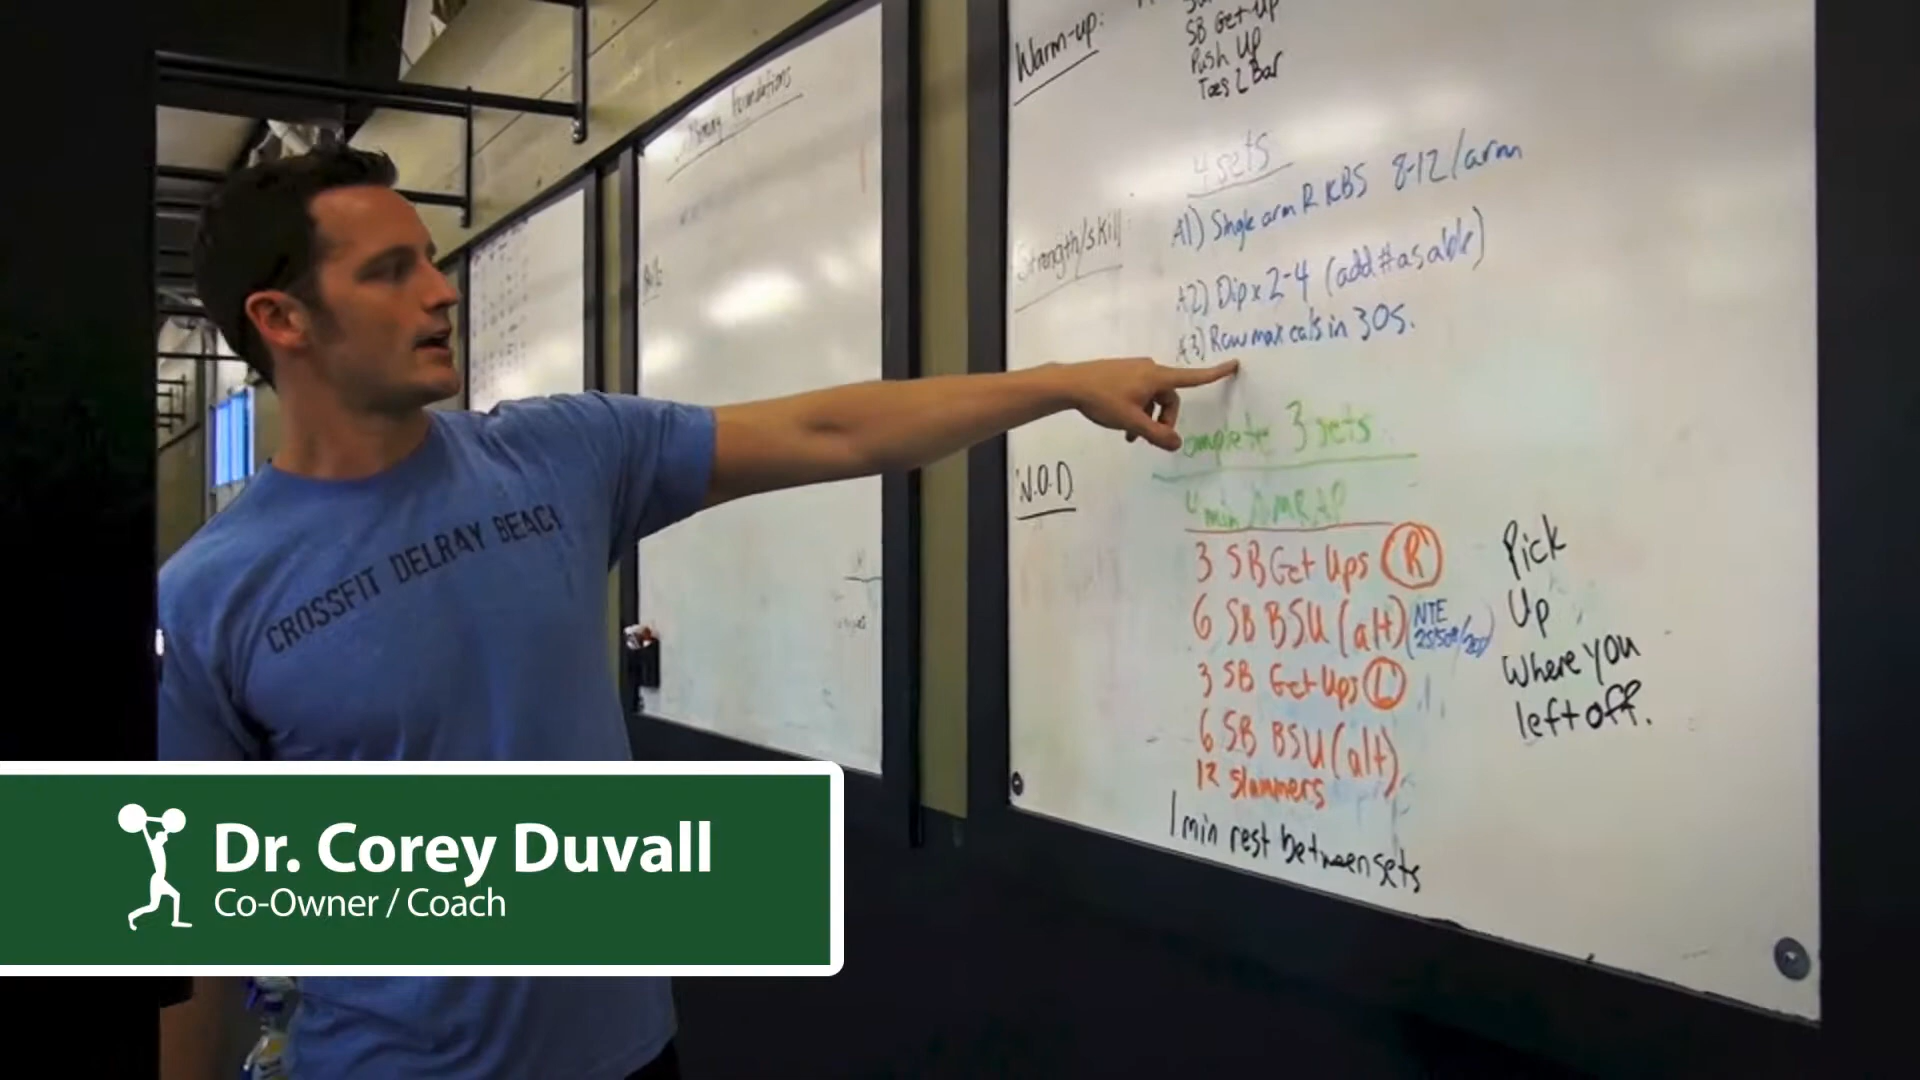 Warm-up:
SB Get-Up
Push Up
Toes 2 Bar
4 sets
Strength/skill:
A1) Single arm R KBS 8-12/arm
A2) Dip x 2-4 (add # as able)
A3) Row max cals in 30s.
Complete 3 sets
W.O.D
4 min AMRAP
3 SB Get Ups (R)
6 SB BSU (alt) (NTE
3 SB Get Ups (L)
6 SB BSU (alt)
12 slammers
1 min rest between sets
Pick
Up
Where you
left off.
Foundations
CROSSFIT DELRAY BEACH
Dr. Corey Duvall
Co-Owner / Coach